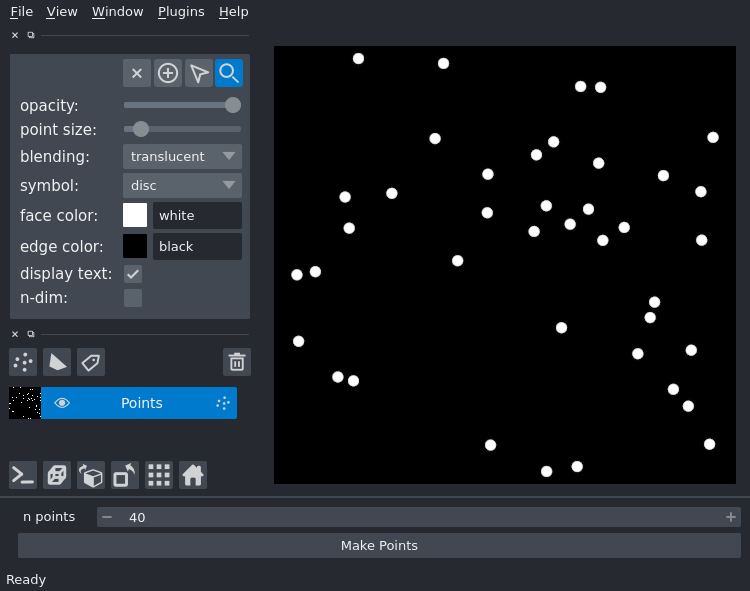 File View Window Plugins Help
opacity:
point size:
blending: translucent
symbol: disc
face color: white
edge color: black
display text:
n-dim:
Points
n points 40
Make Points
Ready